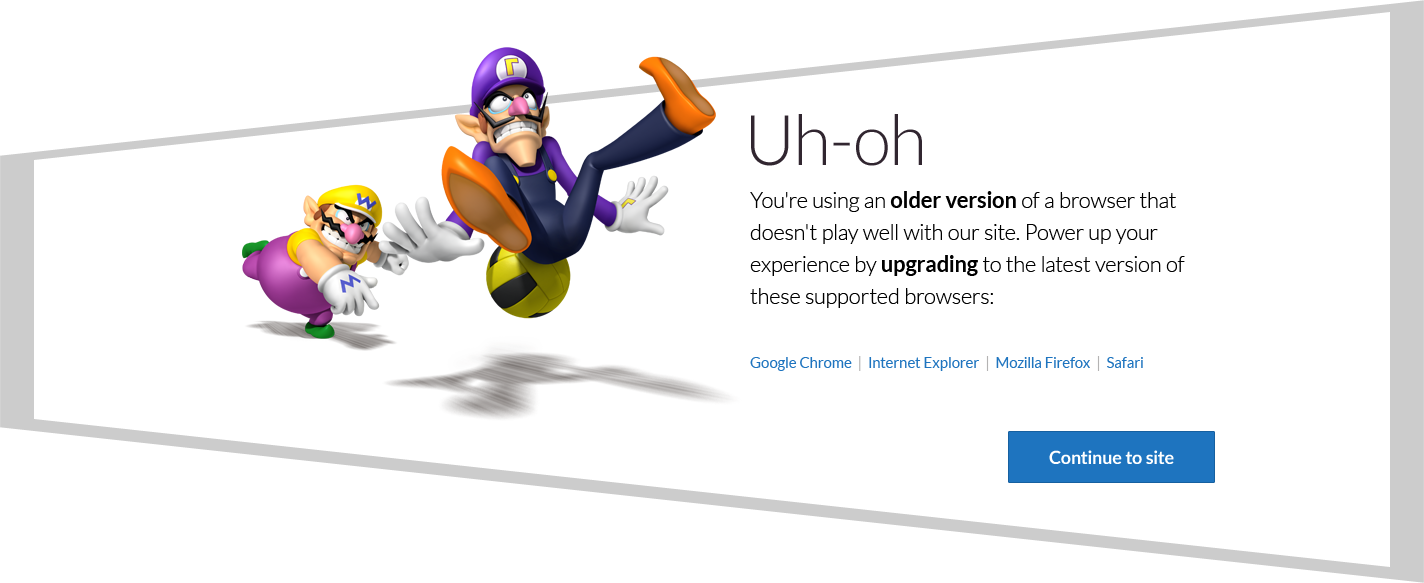 Uh-oh
You're using an older version of a browser that
doesn't play well with our site. Power up your
experience by upgrading to the latest version of
these supported browsers:
Google Chrome | Internet Explorer | Mozilla Firefox | Safari
Continue to site